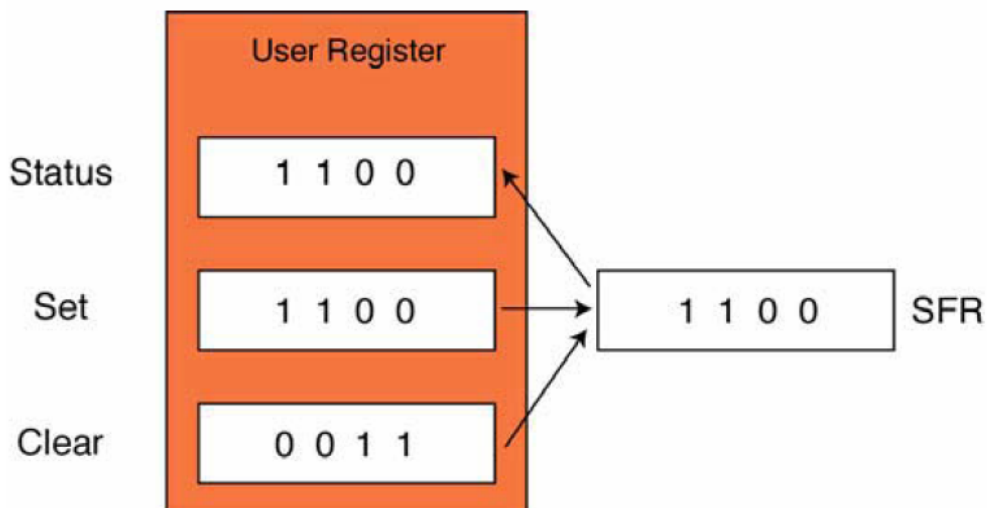 User Register
Status
1 1 0 0
Set
1 1 0 0
1 1 0 0
SFR
Clear
0 0 1 1